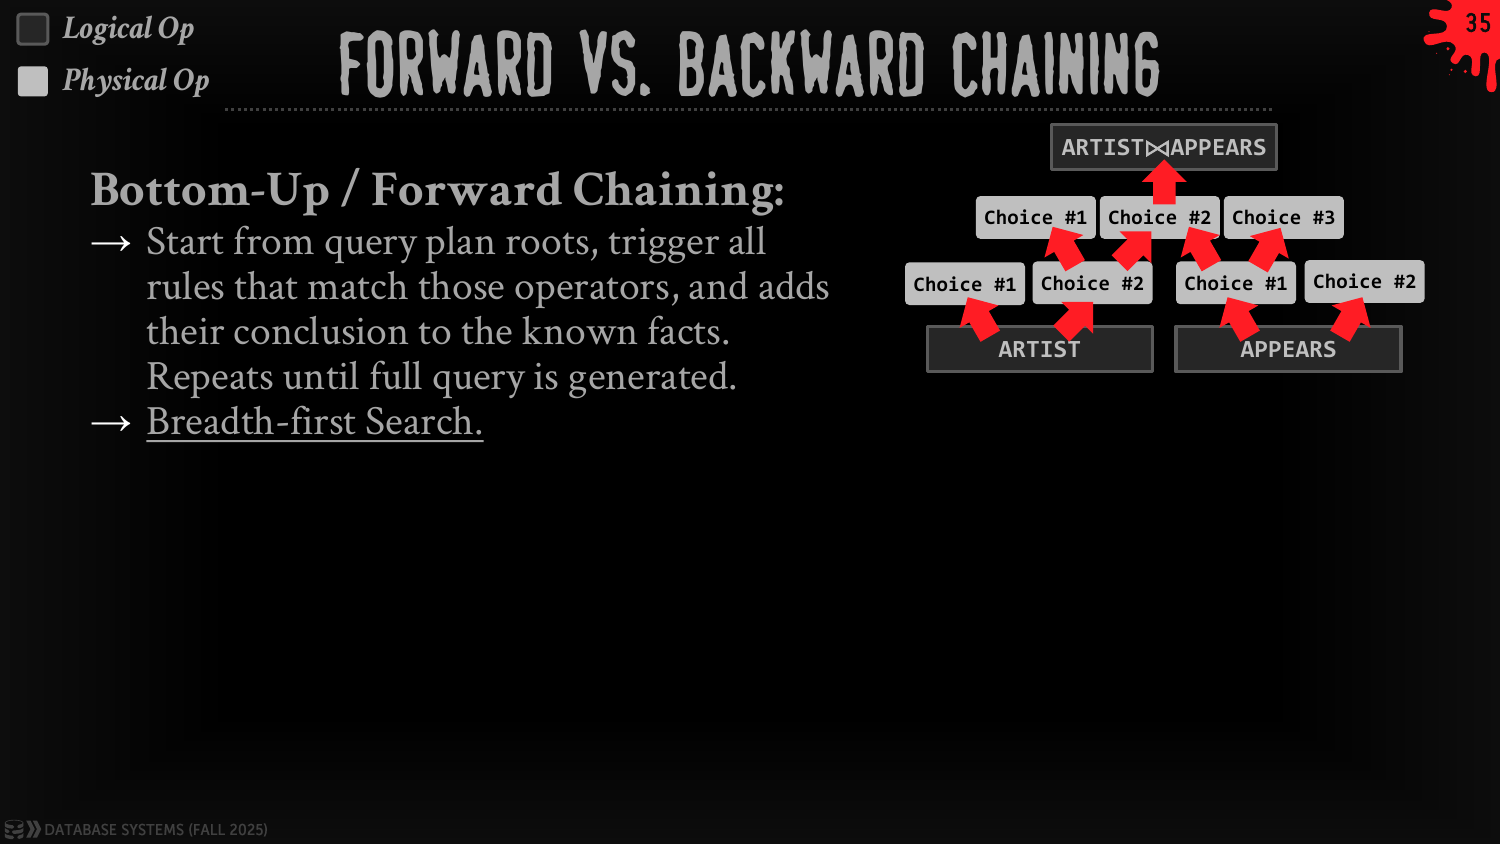 Logical Op
Physical Op
FORWARD VS. BACKWARD CHAINING
35
Bottom-Up / Forward Chaining:
→ Start from query plan roots, trigger all
rules that match those operators, and adds
their conclusion to the known facts.
Repeats until full query is generated.
→ Breadth-first Search.
ARTIST⋈APPEARS
Choice #1 Choice #2 Choice #3
Choice #1 Choice #2 Choice #1 Choice #2
ARTIST APPEARS
DATABASE SYSTEMS (FALL 2025)